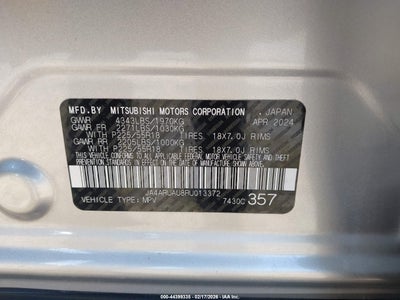 MFD.BY MITSUBISHI MOTORS CORPORATION , JAPAN
GVWR 4343LBS/1970KG APR 2024
GAWR FR 2271LBS/1030KG
WITH P225/55R18 TIRES 18X7.0J RIMS
GAWR RR 2205LBS/1000KG
WITH P225/55R18 TIRES 18X7.0J RIMS
THIS VEHICLE CONFORMS TO ALL APPLICABLE FEDERAL MOTOR VEHICLE SAFETY, BUMPER AND THEFT PREVENTION STANDARDS IN EFFECT ON THE DATE OF MANUFACTURE SHOWN ABOVE.
JA4ARUAU8RU013372
VEHICLE TYPE: MPV 7430C 357
IAA: 44399335 - 02/17/2026 - IAA Inc.